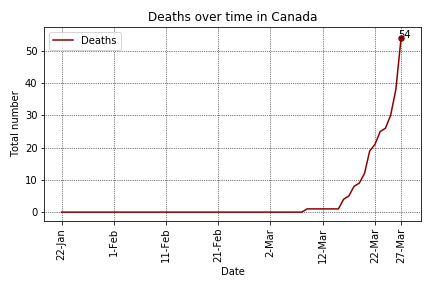 Deaths over time in Canada
Deaths
54
Total number
50
40
30
20
10
0
22-Jan
1-Feb
11-Feb
21-Feb
2-Mar
12-Mar
22-Mar
27-Mar
Date